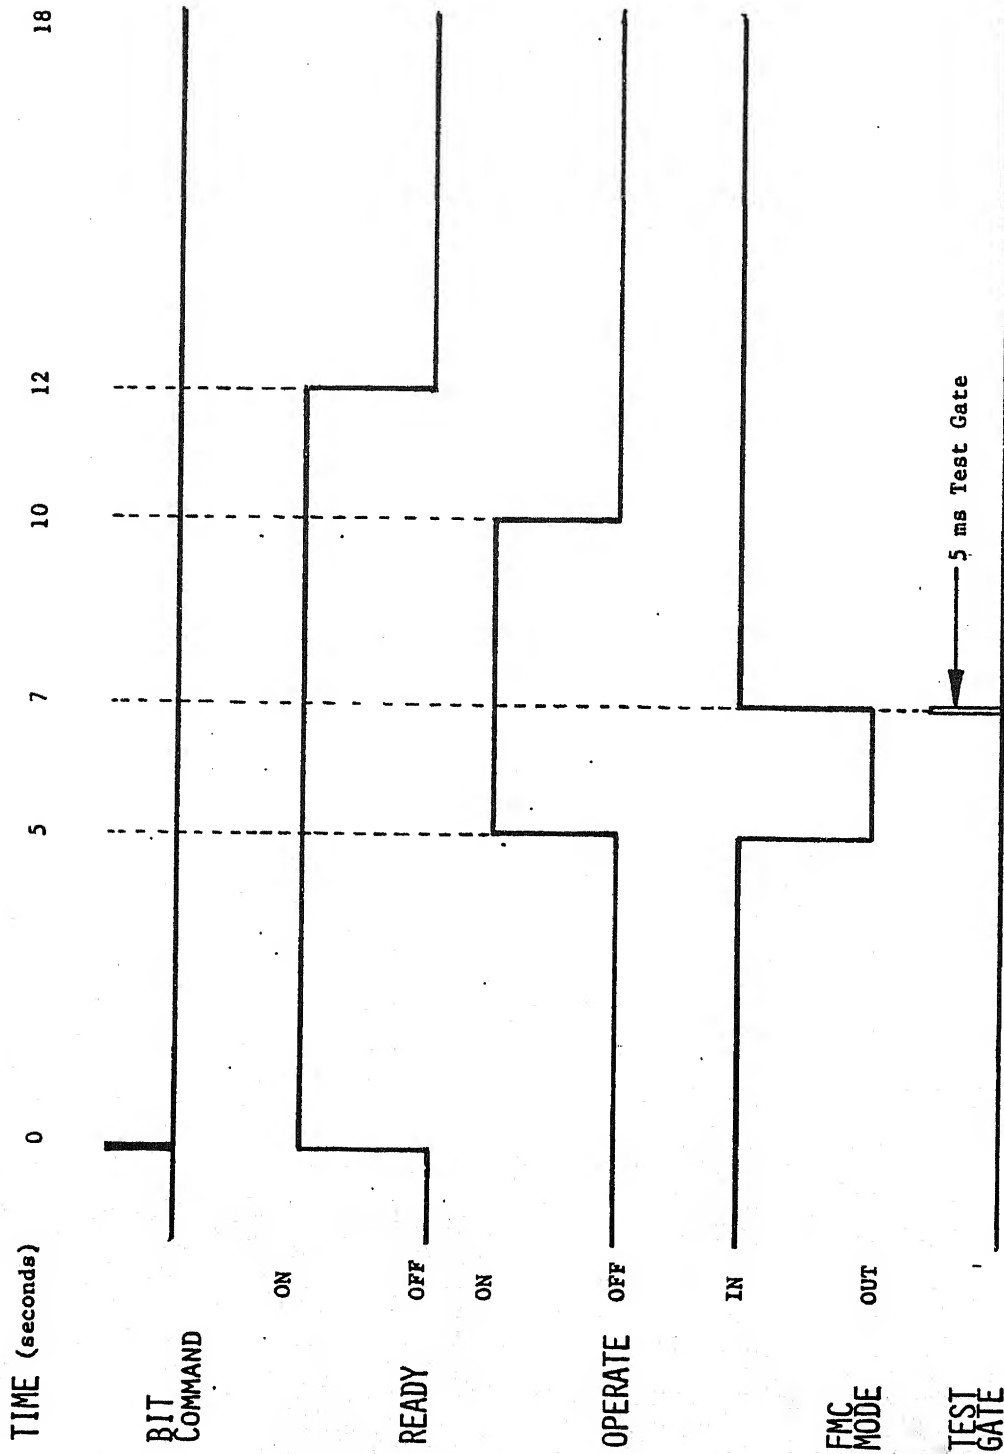 TIME (seconds) 0 5 7 10 12 18
BIT
COMMAND
ON
READY
OFF
ON
OPERATE
OFF
IN
FMC
MODE
OUT
TEST
GATE
5 ms Test Gate